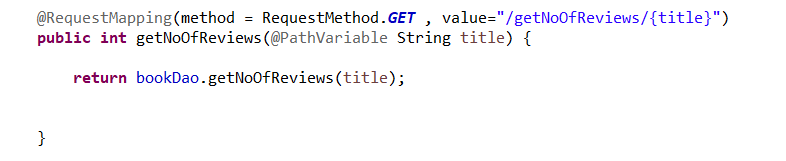 @RequestMapping(method = RequestMethod.GET , value="/getNoOfReviews/{title}")
public int getNoOfReviews(@PathVariable String title) {
return bookDao.getNoOfReviews(title);
}